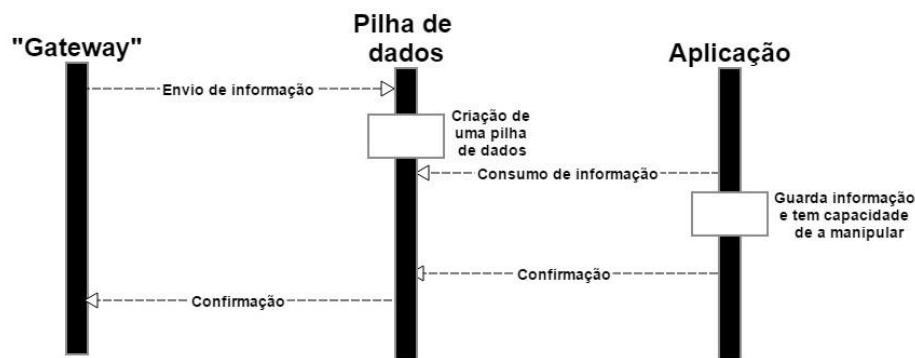 "Gateway"
Pilha de
dados
Aplicação
Envio de informação
Criação de
uma pilha
de dados
Consumo de informação
Guarda informação
e tem capacidade
de a manipular
Confirmação
Confirmação